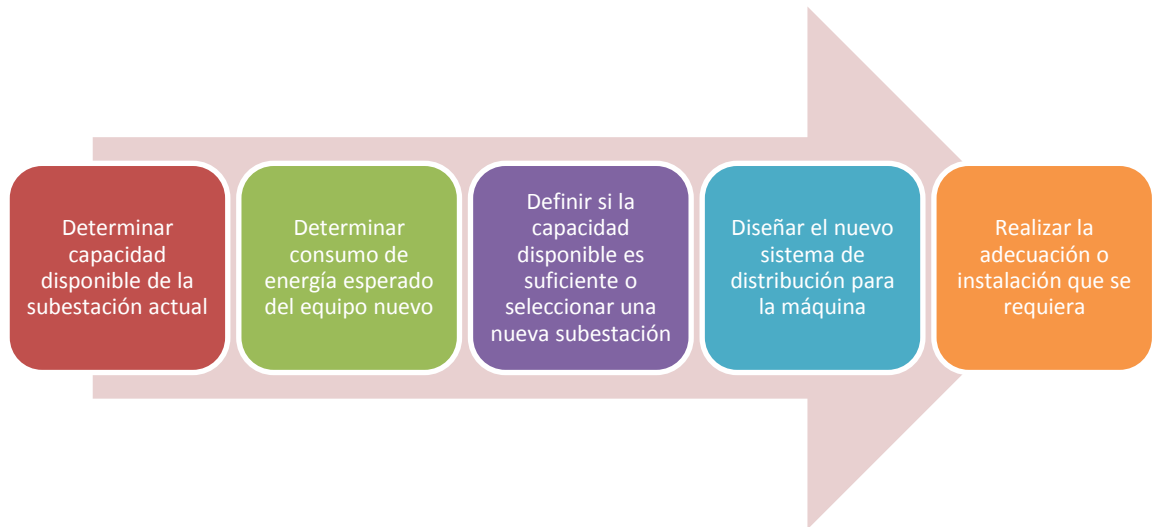 Determinar
capacidad
disponible de la
subestación actual
Determinar
consumo de
energía esperado
del equipo nuevo
Definir si la
capacidad
disponible es
suficiente o
seleccionar una
nueva subestación
Diseñar el nuevo
sistema de
distribución para
la máquina
Realizar la
adecuación o
instalación que se
requiera